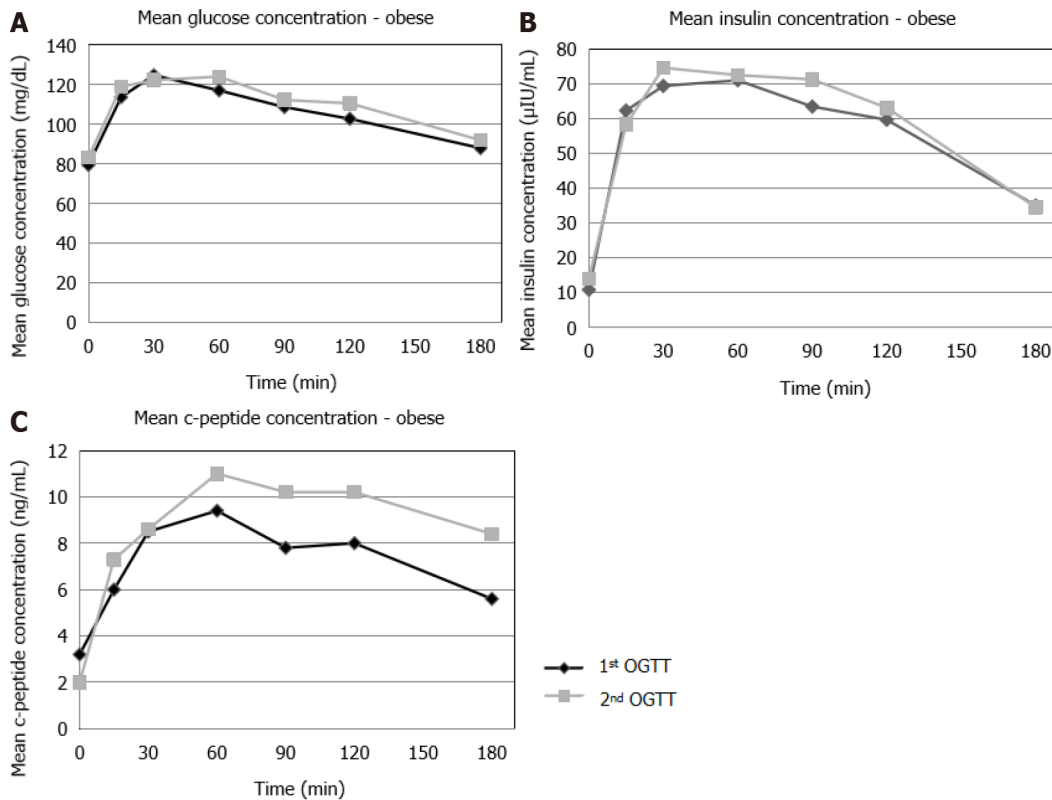 A
Mean glucose concentration - obese
Mean glucose concentration (mg/dL)
140
120
100
80
60
40
20
0
0 30 60 90 120 150 180
Time (min)
B
Mean insulin concentration - obese
Mean insulin concentration (µIU/mL)
80
70
60
50
40
30
20
10
0
0 30 60 90 120 150 180
Time (min)
C
Mean c-peptide concentration - obese
Mean c-peptide concentration (ng/mL)
12
10
8
6
4
2
0
0 30 60 90 120 150 180
Time (min)
1st OGTT
2nd OGTT